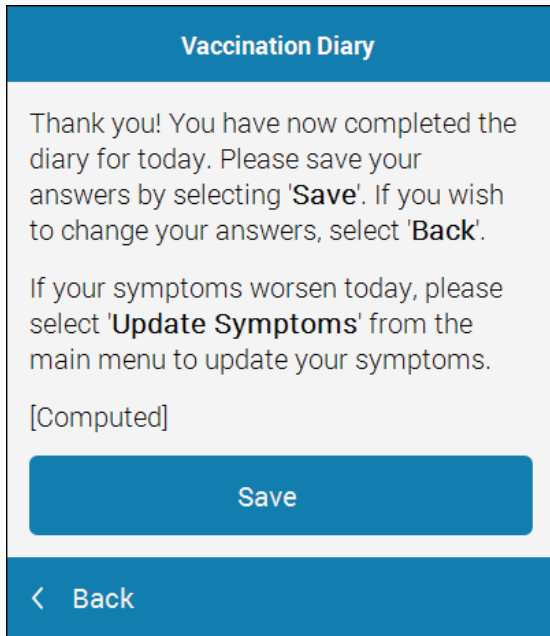 Vaccination Diary
Thank you! You have now completed the
diary for today. Please save your
answers by selecting 'Save'. If you wish
to change your answers, select 'Back'.
If your symptoms worsen today, please
select 'Update Symptoms' from the
main menu to update your symptoms.
[Computed]
Save
Back